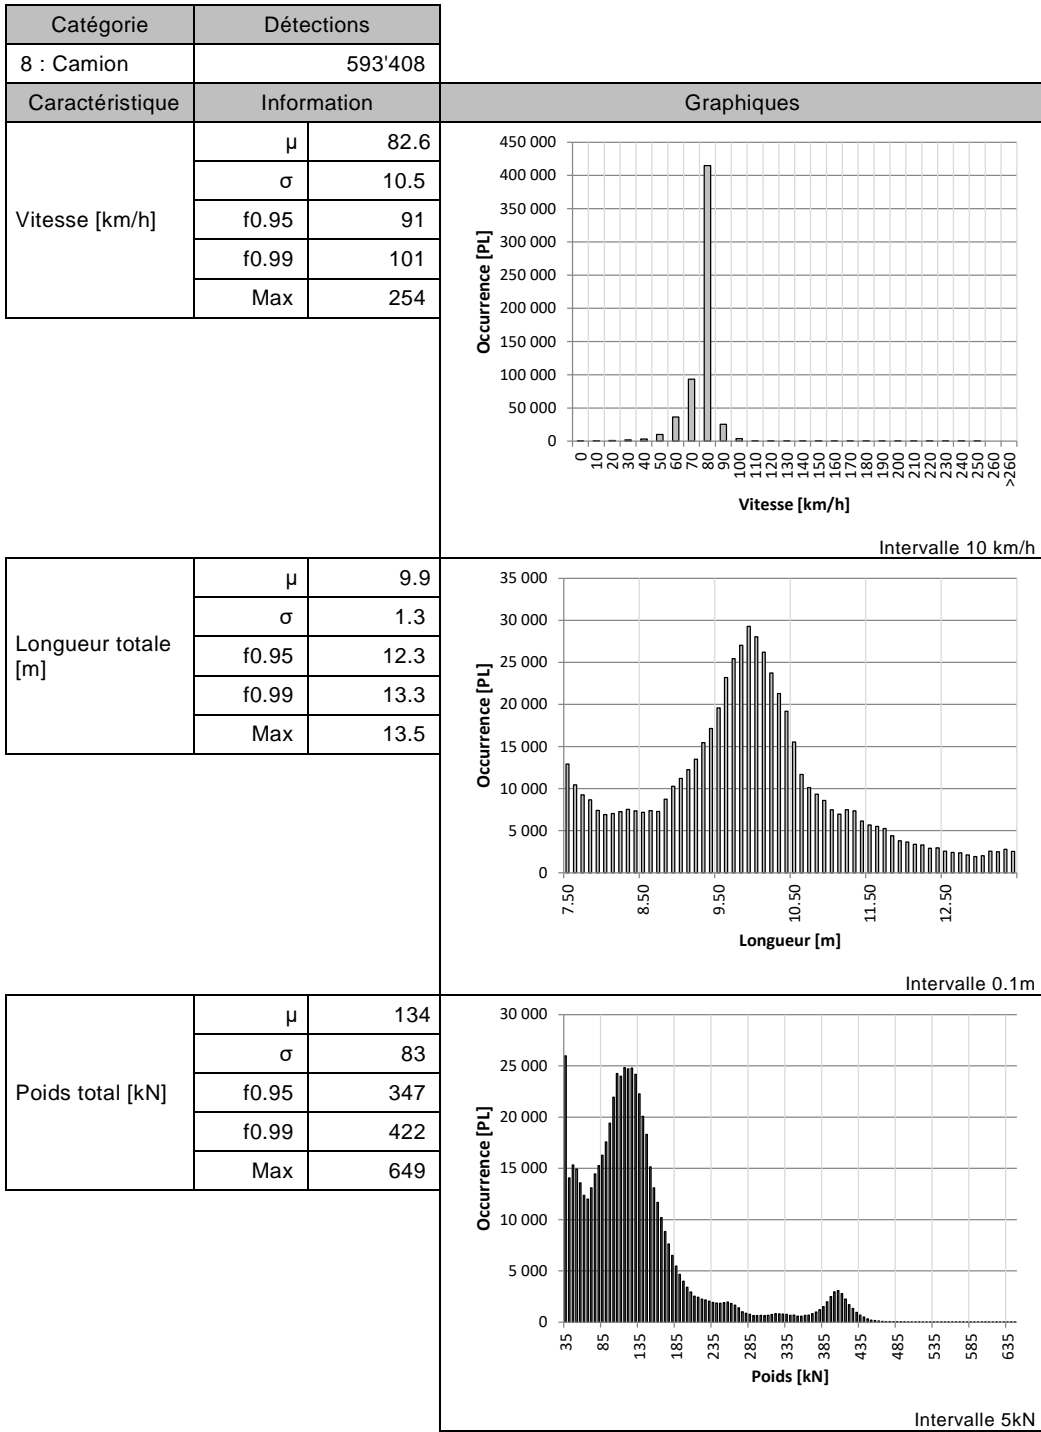 Catégorie Détections
8 : Camion 593'408
Caractéristique Information Graphiques
Vitesse [km/h]
μ 82.6
σ 10.5
f0.95 91
f0.99 101
Max 254
Occurrence [PL]
450 000
400 000
350 000
300 000
250 000
200 000
150 000
100 000
50 000
0
0 10 20 30 40 50 60 70 80 90 100 110 120 130 140 150 160 170 180 190 200 210 220 230 240 250 260 >260
Vitesse [km/h]
Intervalle 10 km/h
Longueur totale
[m]
μ 9.9
σ 1.3
f0.95 12.3
f0.99 13.3
Max 13.5
Occurrence [PL]
35 000
30 000
25 000
20 000
15 000
10 000
5 000
0
7.50 8.50 9.50 10.50 11.50 12.50
Longueur [m]
Intervalle 0.1m
Poids total [kN]
μ 134
σ 83
f0.95 347
f0.99 422
Max 649
Occurrence [PL]
30 000
25 000
20 000
15 000
10 000
5 000
0
35 85 135 185 235 285 335 385 435 485 535 585 635
Poids [kN]
Intervalle 5kN